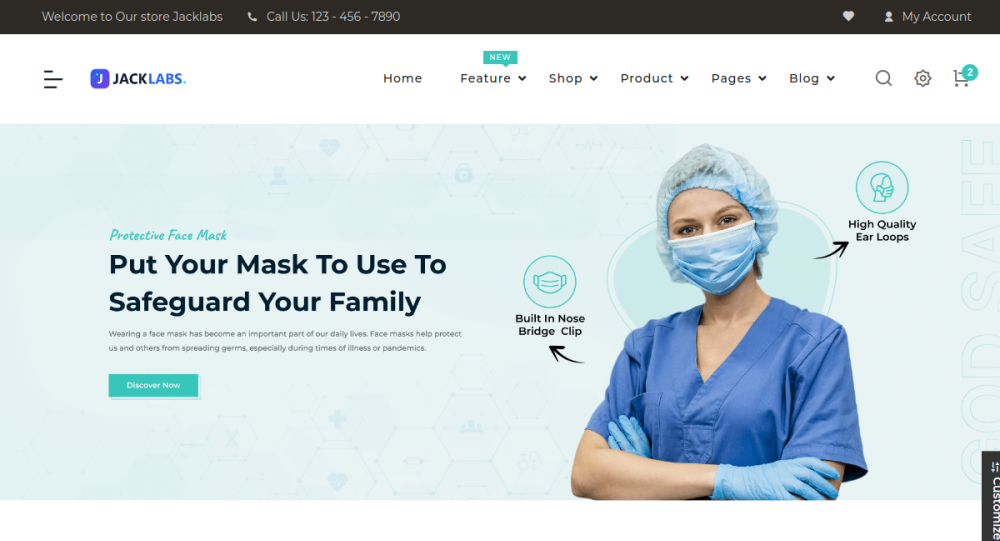 Welcome to Our store Jacklabs
Call Us: 123 - 456 - 7890
My Account
NEW
J JACKLABS.
Home
Feature
Shop
Product
Pages
Blog
2
Protective Face Mask
Put Your Mask To Use To
Safeguard Your Family
Wearing a face mask has become an important part of our daily lives. Face masks help protect
us and others from spreading germs, especially during times of illness or pandemics.
Discover Now
Built In Nose
Bridge Clip
High Quality
Ear Loops
GOD SAFE
Customize